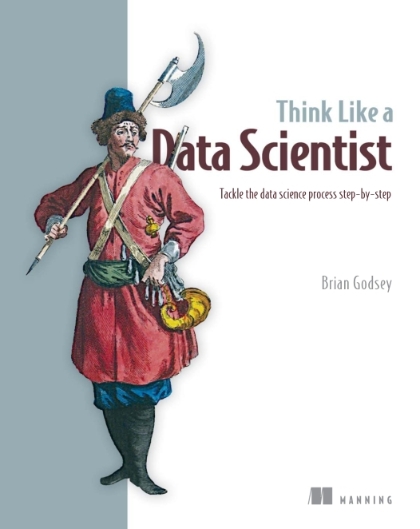 Think Like a
Data Scientist
Tackle the data science process step-by-step
Brian Godsey
MANNING